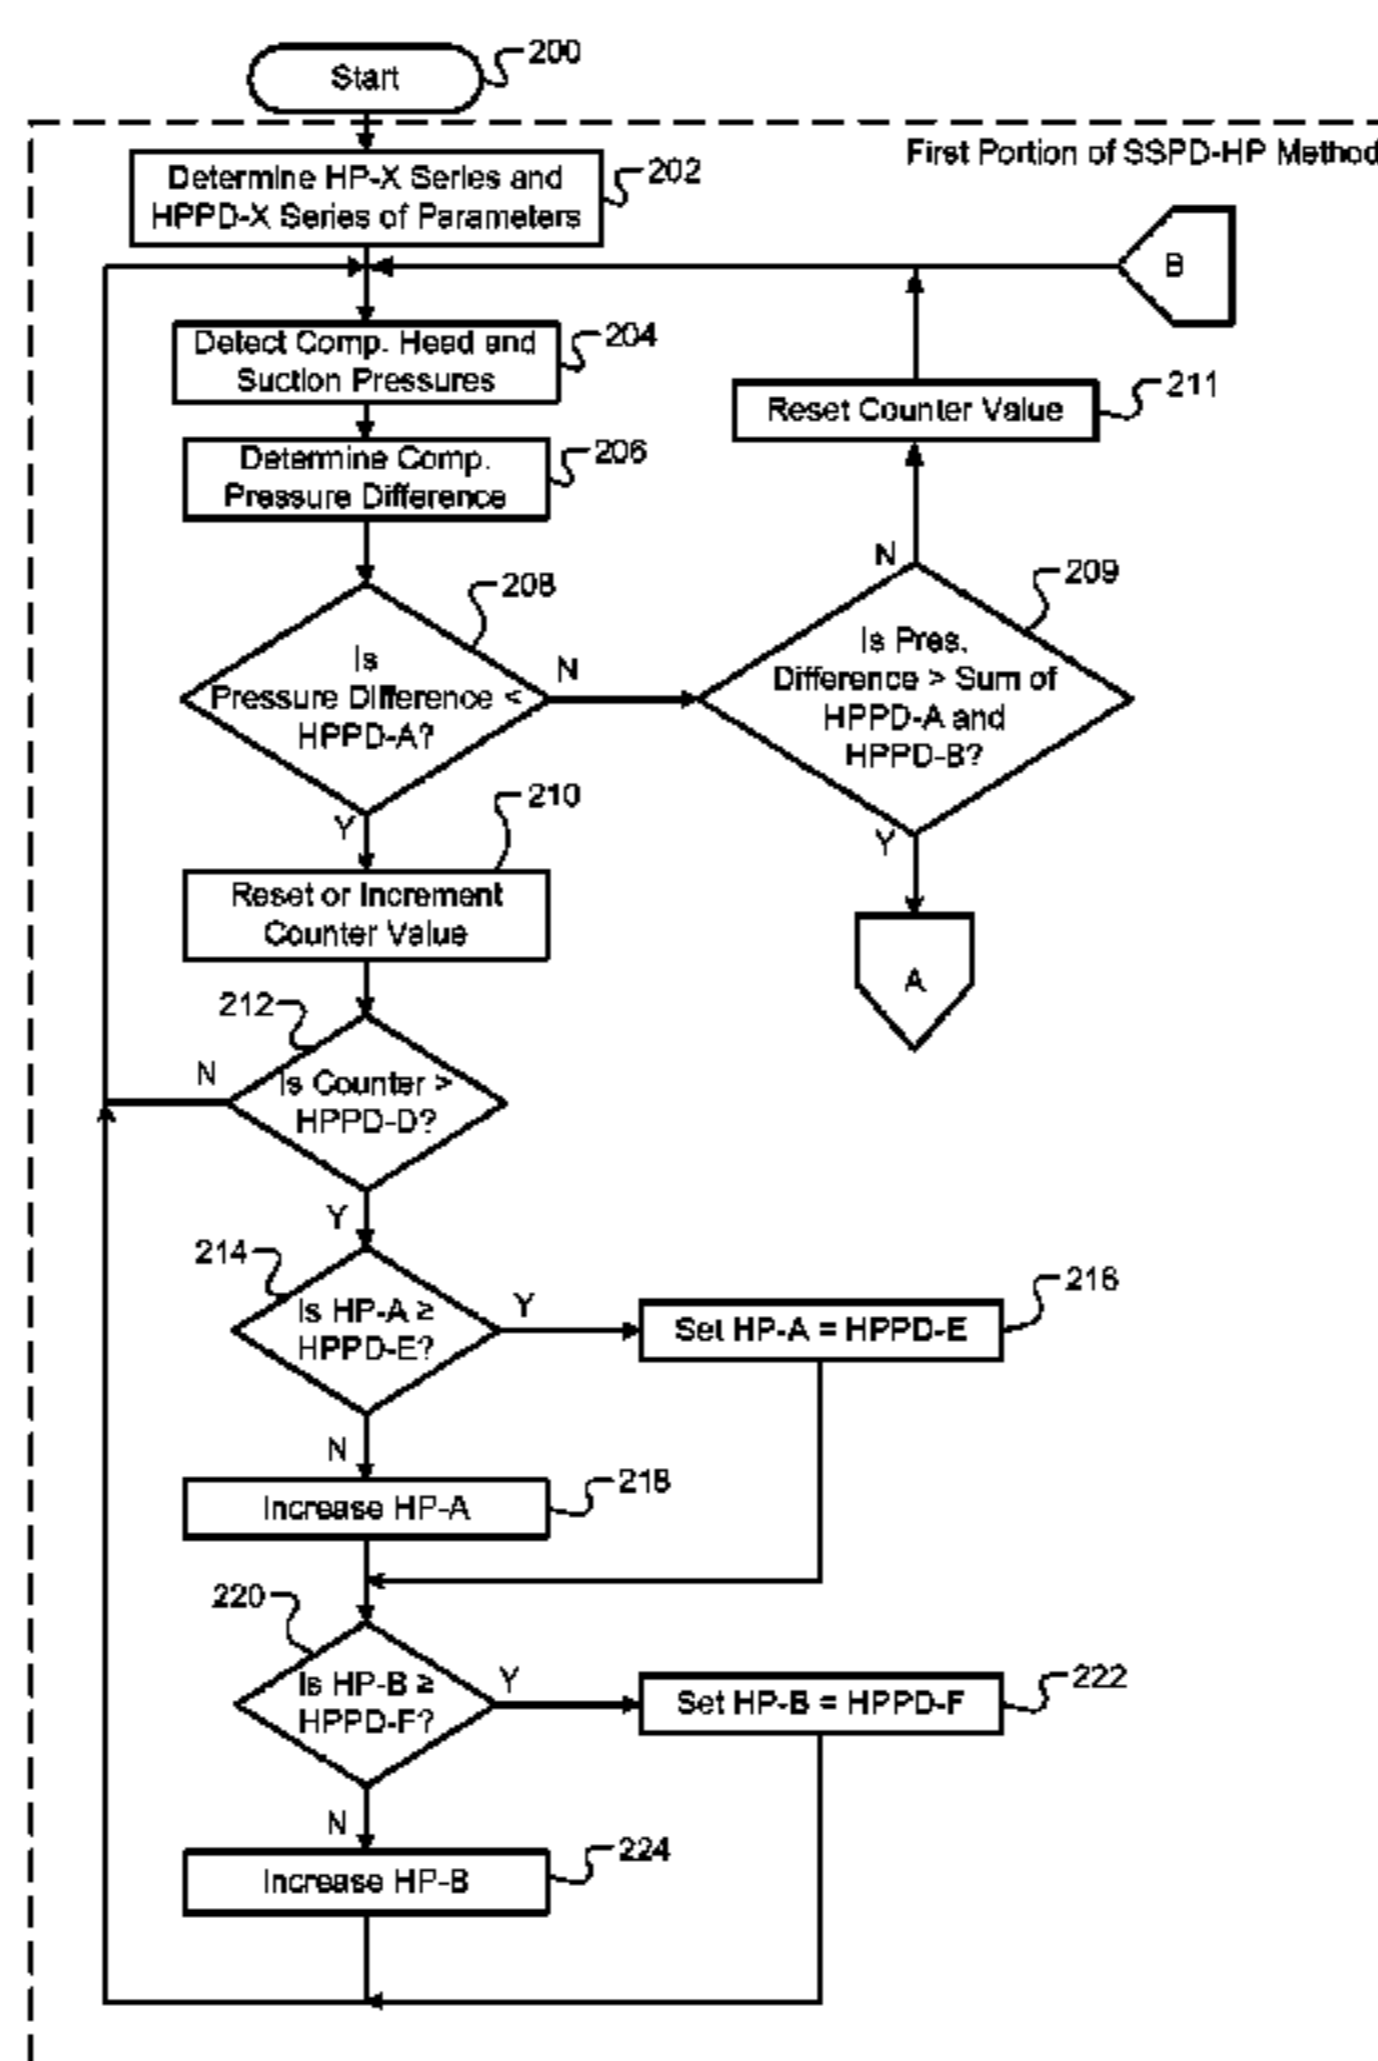 Start
200
First Portion of SSPD-HP Method
Determine HP-X Series and
HPPD-X Series of Parameters
202
B
Detect Comp. Head and
Suction Pressures
204
Reset Counter Value
211
Determine Comp.
Pressure Difference
206
Is
Pressure Difference <
HPPD-A?
208
N
Y
N
Is Pres.
Difference > Sum of
HPPD-A and
HPPD-B?
209
Y
A
Reset or Increment
Counter Value
210
212
Is Counter >
HPPD-D?
N
Y
214
Is HP-A ≥
HPPD-E?
Y
Set HP-A = HPPD-E
216
N
Increase HP-A
218
220
Is HP-B ≥
HPPD-F?
Y
Set HP-B = HPPD-F
222
N
Increase HP-B
224